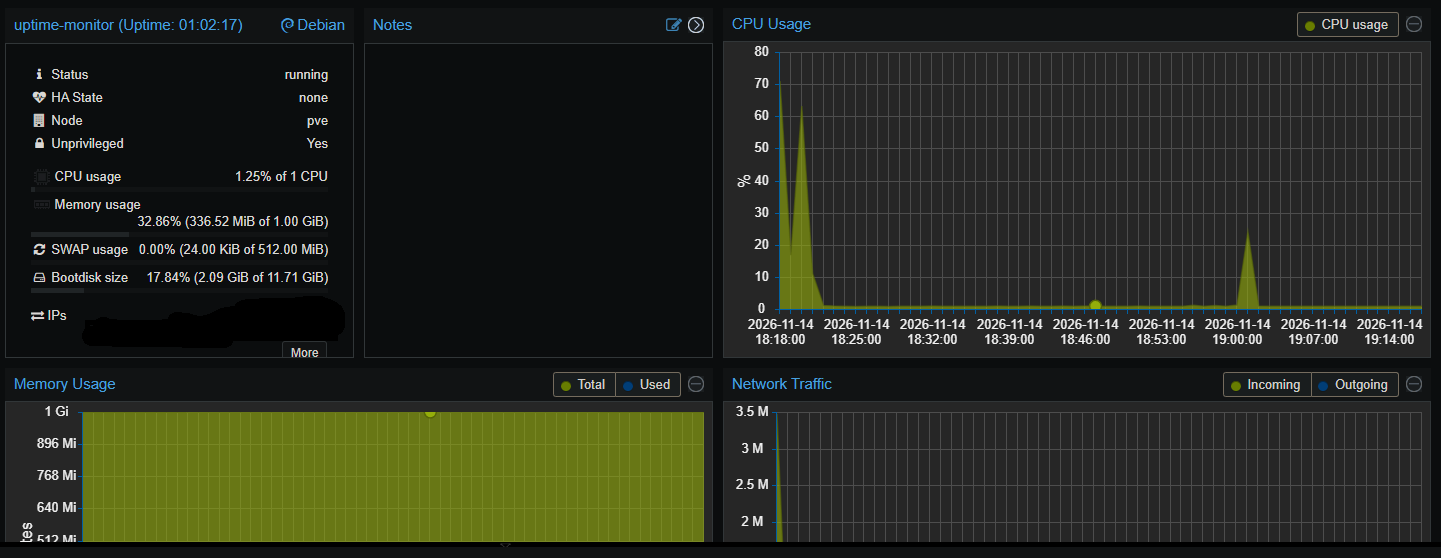 uptime-monitor (Uptime: 01:02:17) Debian
Status running
HA State none
Node pve
Unprivileged Yes
CPU usage 1.25% of 1 CPU
Memory usage
32.86% (336.52 MiB of 1.00 GiB)
SWAP usage 0.00% (24.00 KiB of 512.00 MiB)
Bootdisk size 17.84% (2.09 GiB of 11.71 GiB)
IPs
More
Notes
CPU Usage CPU usage
80
70
60
50
%
40
30
20
10
0
2026-11-14 2026-11-14 2026-11-14 2026-11-14 2026-11-14 2026-11-14 2026-11-14 2026-11-14 2026-11-14
18:18:00 18:25:00 18:32:00 18:39:00 18:46:00 18:53:00 19:00:00 19:07:00 19:14:00
Memory Usage Total Used
1 Gi
896 Mi
768 Mi
640 Mi
512 Mi
Network Traffic Incoming Outgoing
3.5 M
3 M
2.5 M
2 M